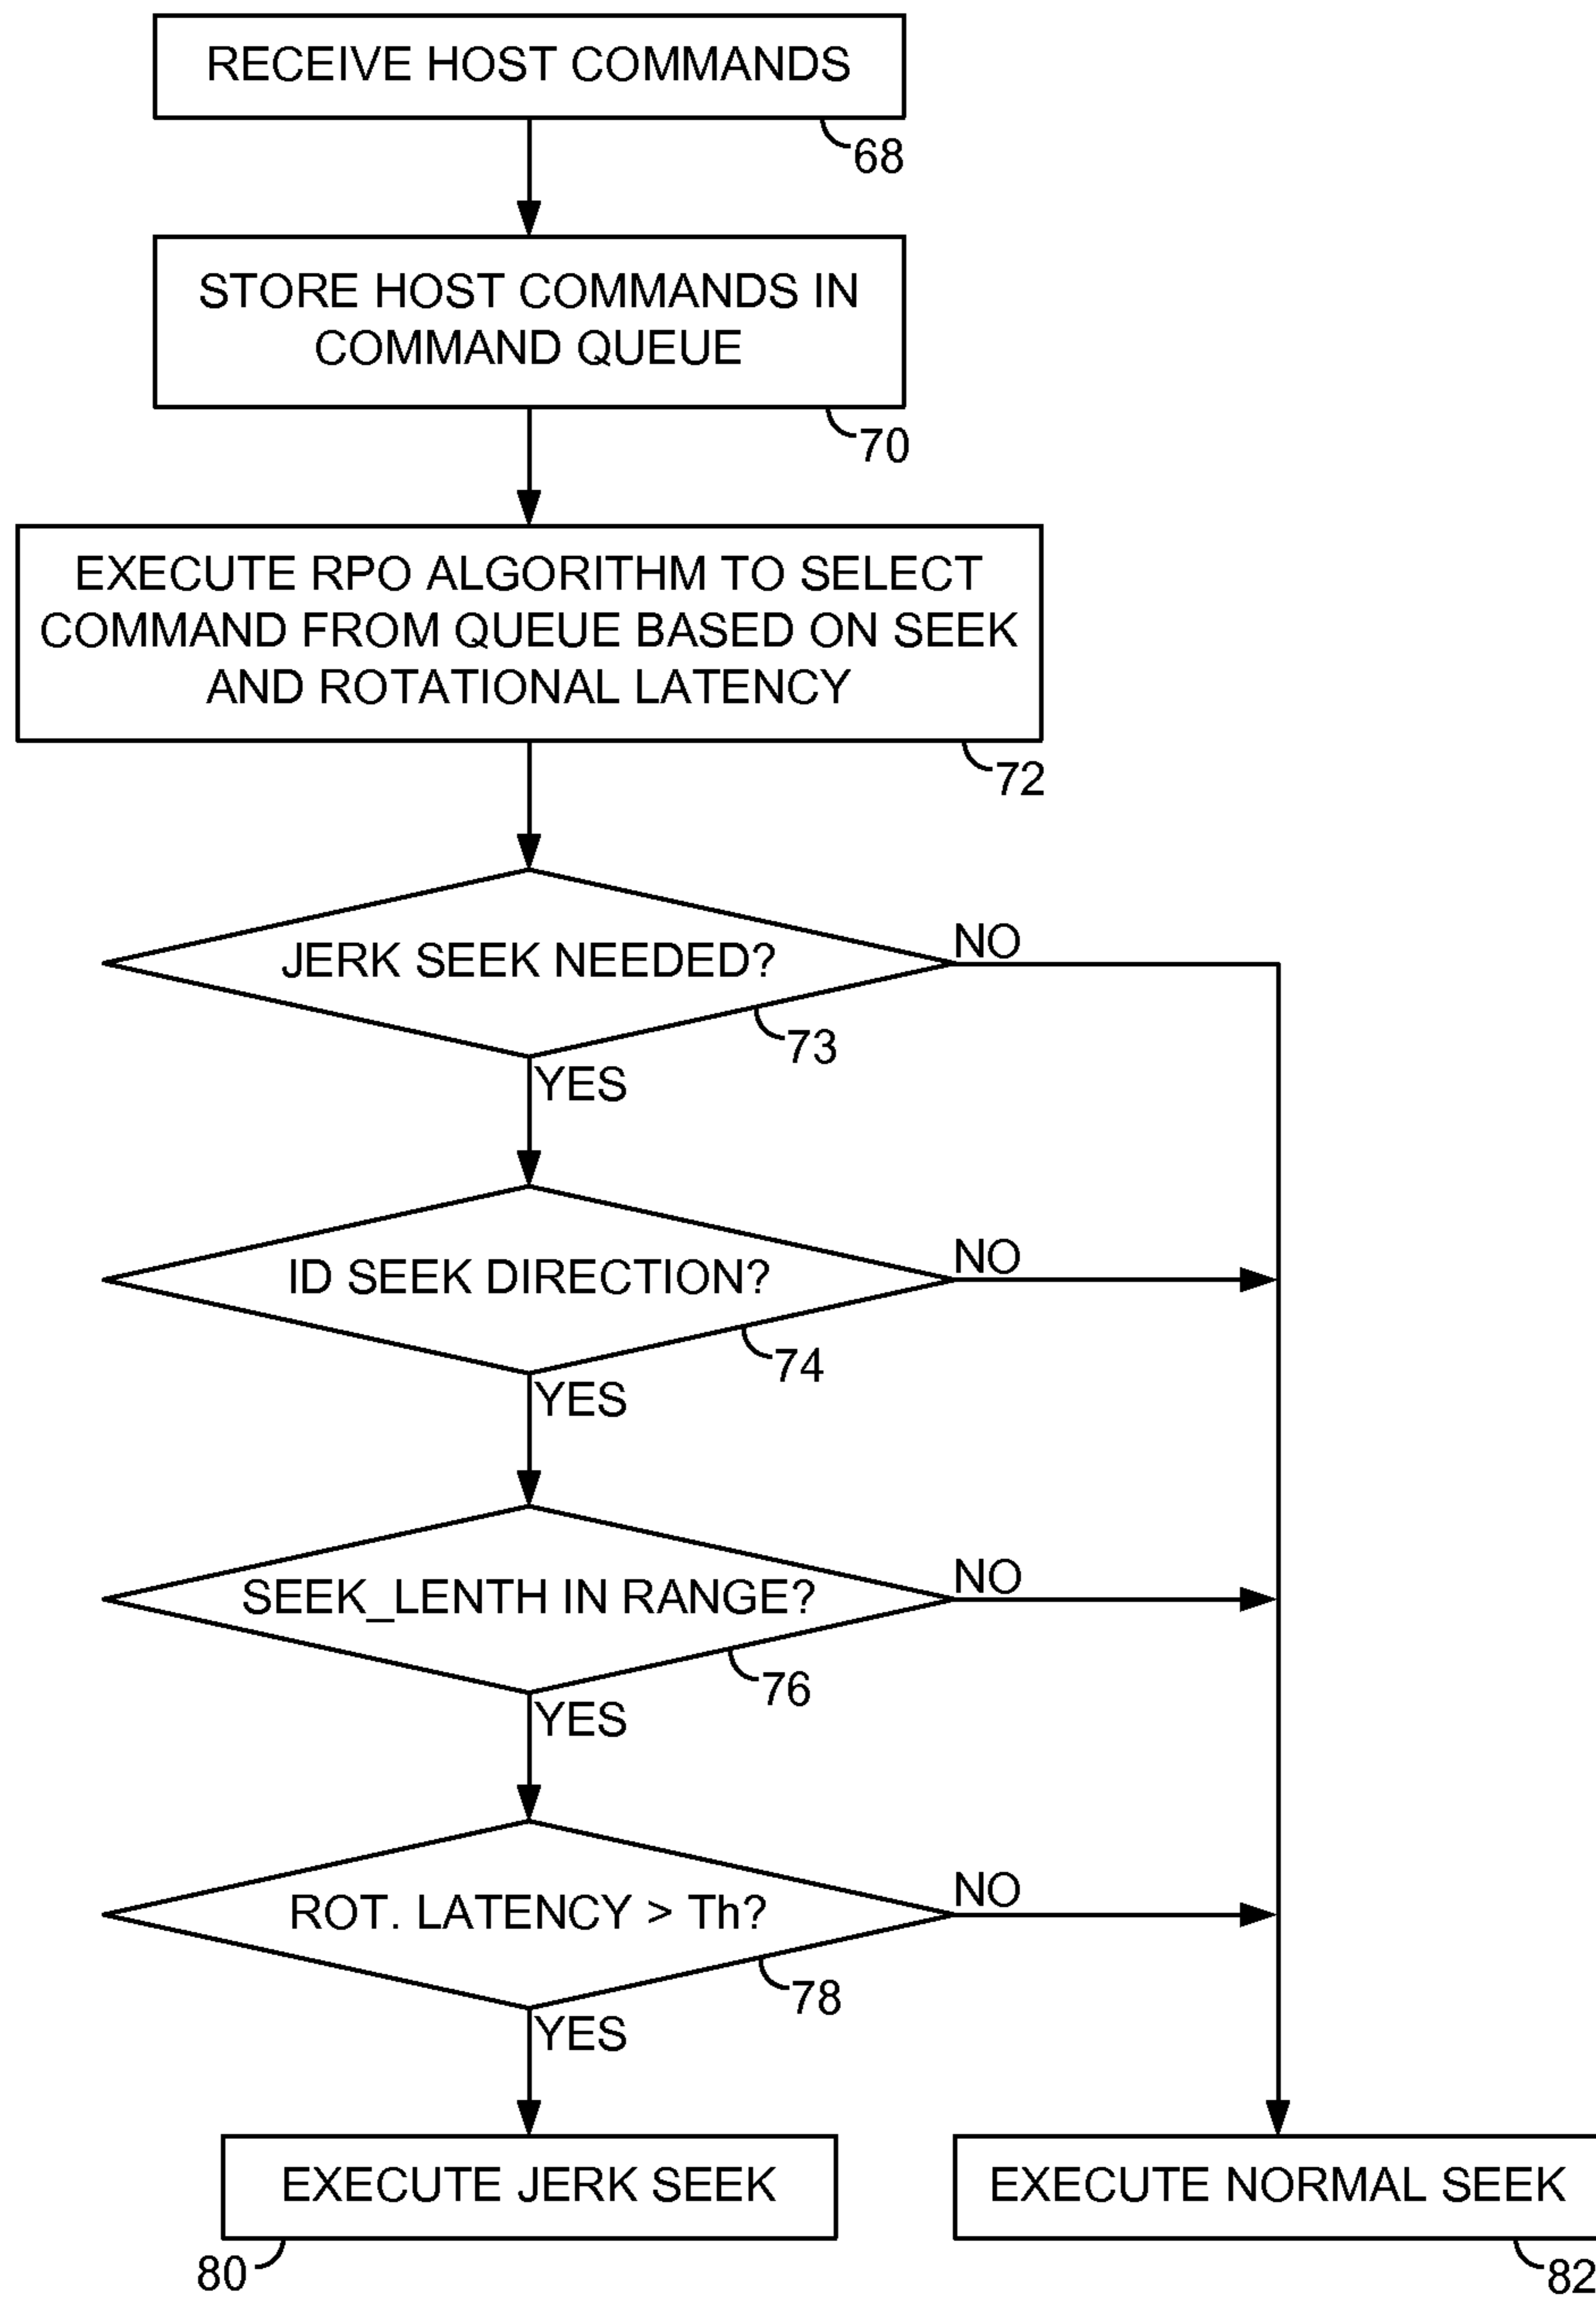 RECEIVE HOST COMMANDS
68
STORE HOST COMMANDS IN
COMMAND QUEUE
70
EXECUTE RPO ALGORITHM TO SELECT
COMMAND FROM QUEUE BASED ON SEEK
AND ROTATIONAL LATENCY
72
JERK SEEK NEEDED?
NO
73
YES
ID SEEK DIRECTION?
NO
74
YES
SEEK_LENTH IN RANGE?
NO
76
YES
ROT. LATENCY > Th?
NO
78
YES
EXECUTE JERK SEEK
80
EXECUTE NORMAL SEEK
82